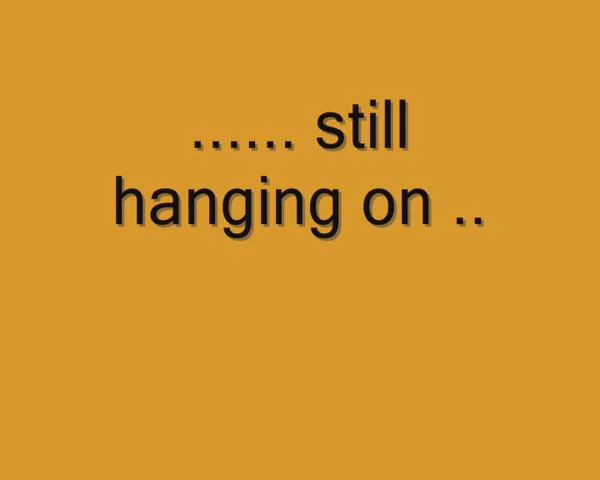 ...... still
hanging on ..